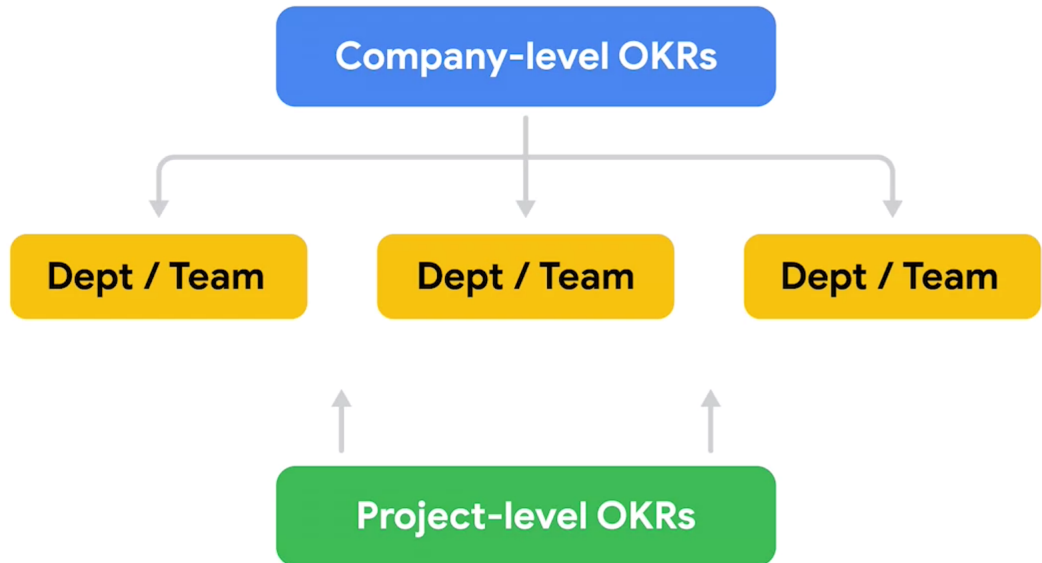 Company-level OKRs
Dept / Team
Dept / Team
Dept / Team
Project-level OKRs